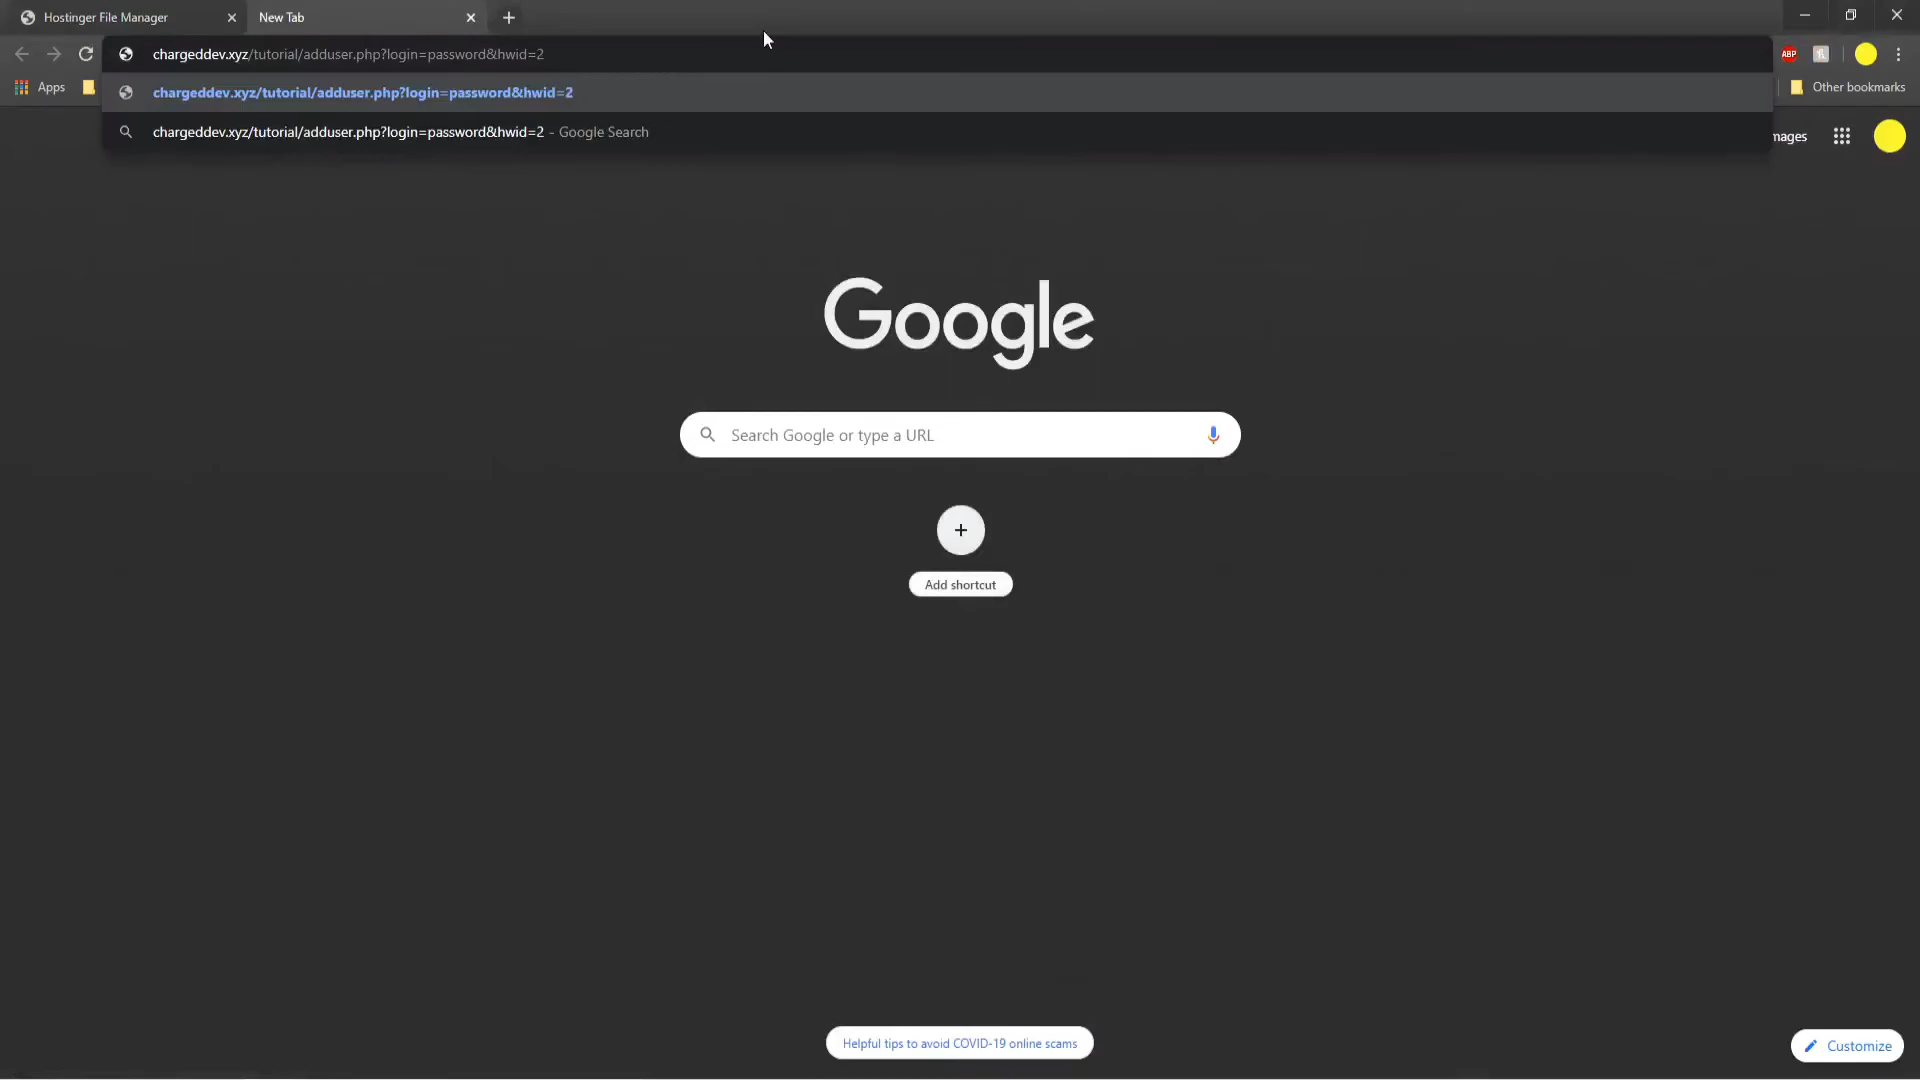 Hostinger File Manager
New Tab
chargeddev.xyz/tutorial/adduser.php?login=password&hwid=2
ABP
Apps
Other bookmarks
chargeddev.xyz/tutorial/adduser.php?login=password&hwid=2
chargeddev.xyz/tutorial/adduser.php?login=password&hwid=2 - Google Search
mages
Google
Search Google or type a URL
Add shortcut
Helpful tips to avoid COVID-19 online scams
Customize